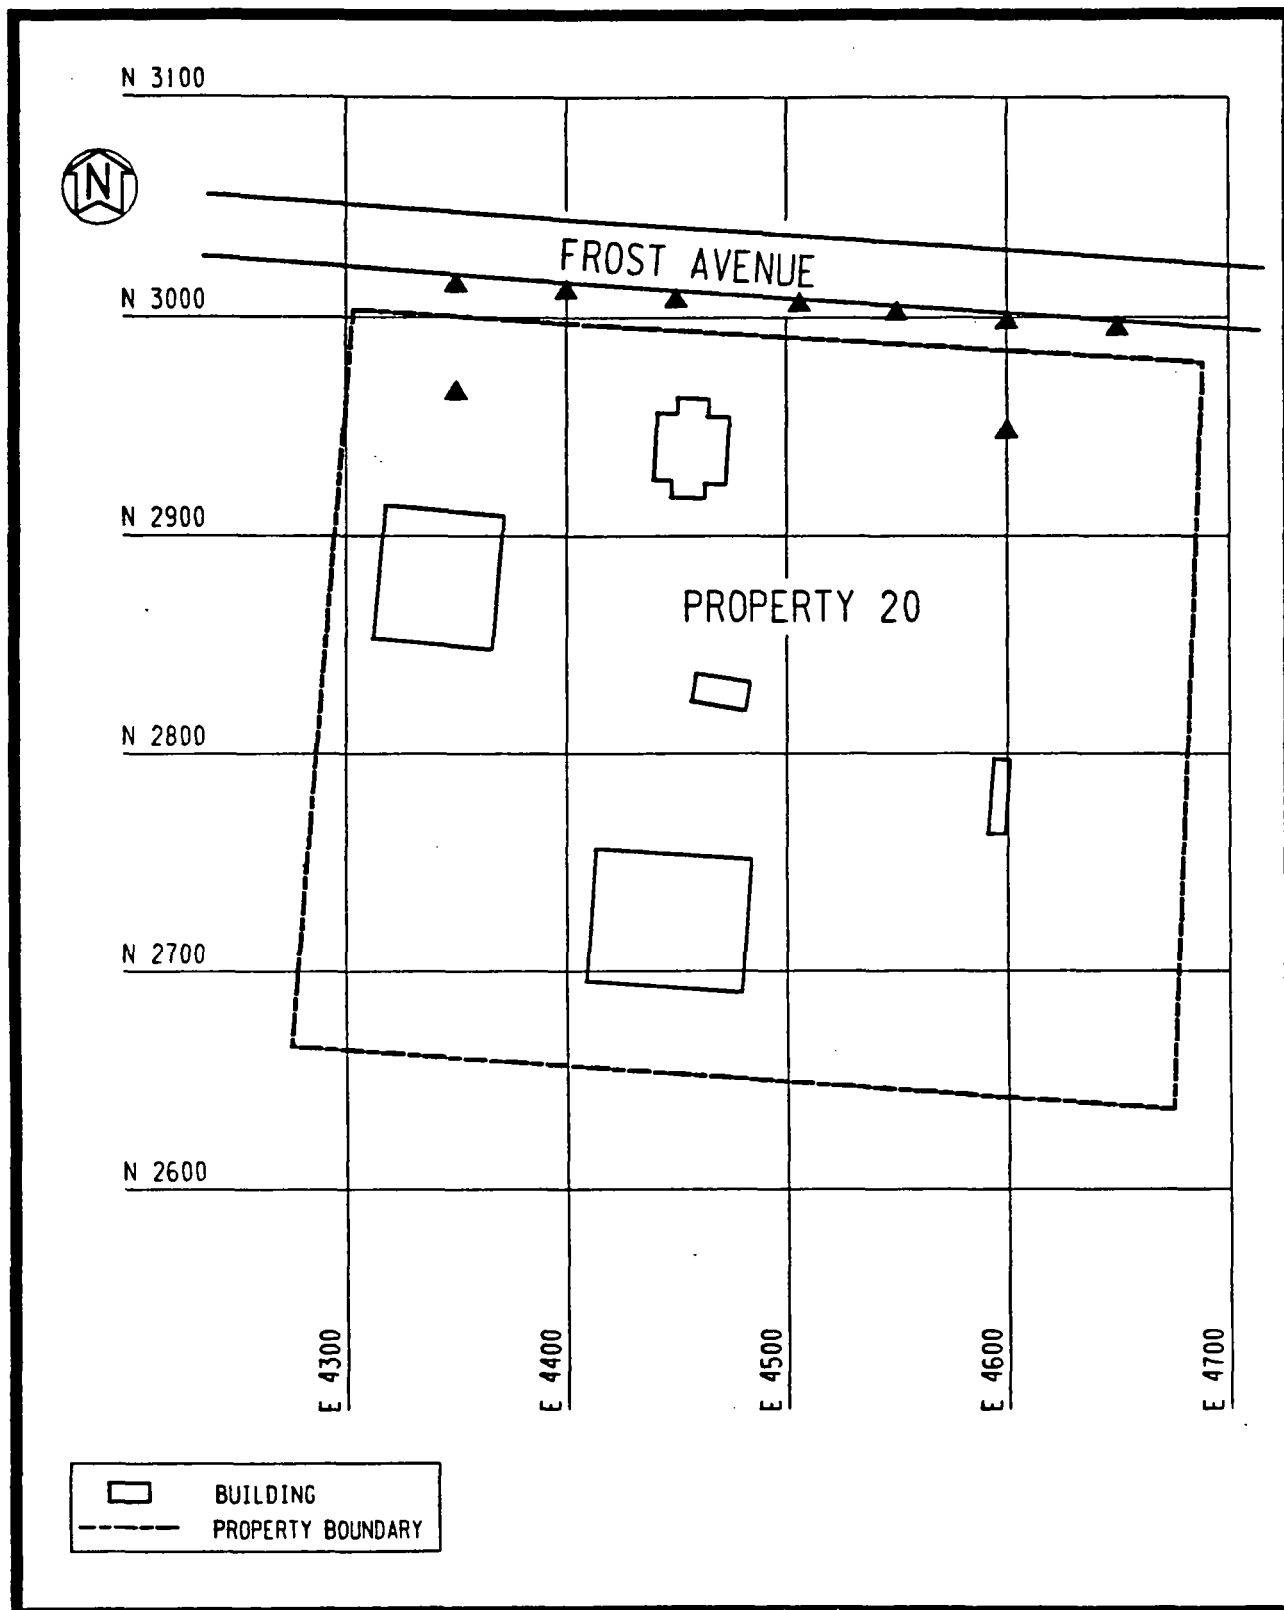 N 3100
N
FROST AVENUE
N 3000
N 2900
PROPERTY 20
N 2800
N 2700
N 2600
E 4300
E 4400
E 4500
E 4600
E 4700
BUILDING
PROPERTY BOUNDARY